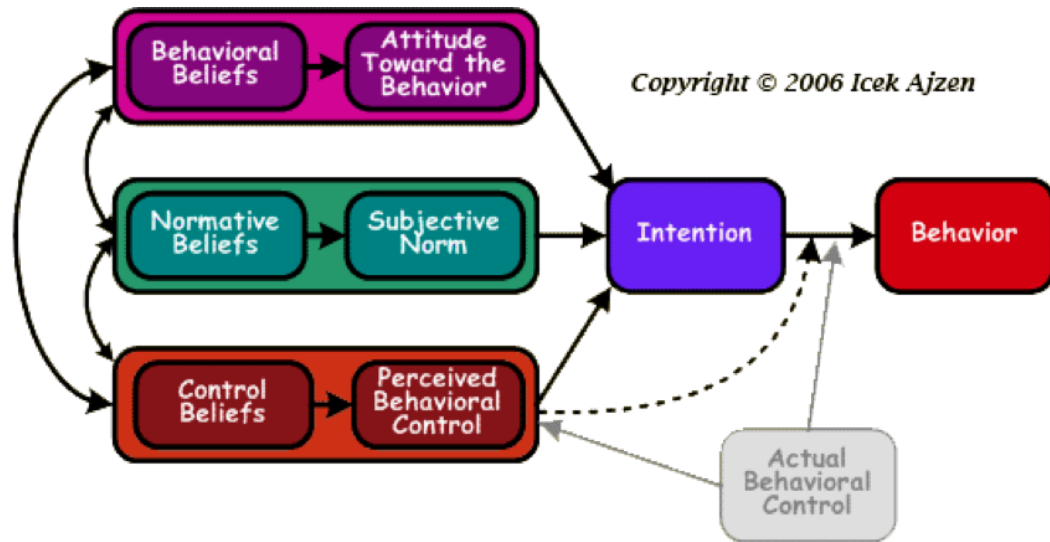 Behavioral
Beliefs
Attitude
Toward the
Behavior
Copyright © 2006 Icek Ajzen
Normative
Beliefs
Subjective
Norm
Intention
Behavior
Control
Beliefs
Perceived
Behavioral
Control
Actual
Behavioral
Control